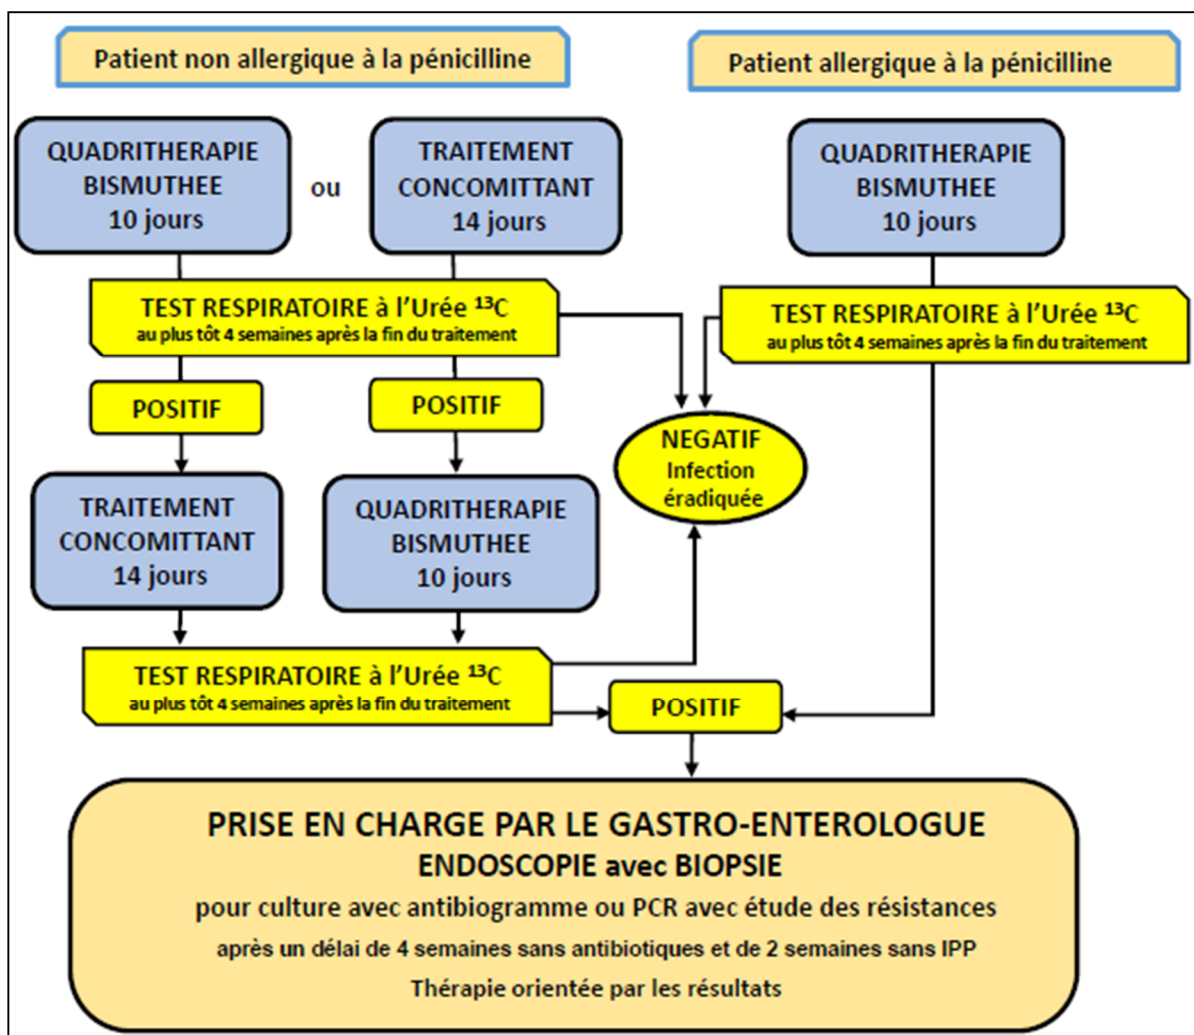 Patient non allergique à la pénicilline
Patient allergique à la pénicilline
QUADRITHERAPIE
BISMUTHEE
10 jours
ou
TRAITEMENT
CONCOMITTANT
14 jours
QUADRITHERAPIE
BISMUTHEE
10 jours
TEST RESPIRATOIRE à l’Urée ¹³C
au plus tôt 4 semaines après la fin du traitement
TEST RESPIRATOIRE à l’Urée ¹³C
au plus tôt 4 semaines après la fin du traitement
POSITIF
POSITIF
NEGATIF
Infection
éradiquée
TRAITEMENT
CONCOMITTANT
14 jours
QUADRITHERAPIE
BISMUTHEE
10 jours
TEST RESPIRATOIRE à l’Urée ¹³C
au plus tôt 4 semaines après la fin du traitement
POSITIF
PRISE EN CHARGE PAR LE GASTRO-ENTEROLOGUE
ENDOSCOPIE avec BIOPSIE
pour culture avec antibiogramme ou PCR avec étude des résistances
après un délai de 4 semaines sans antibiotiques et de 2 semaines sans IPP
Thérapie orientée par les résultats